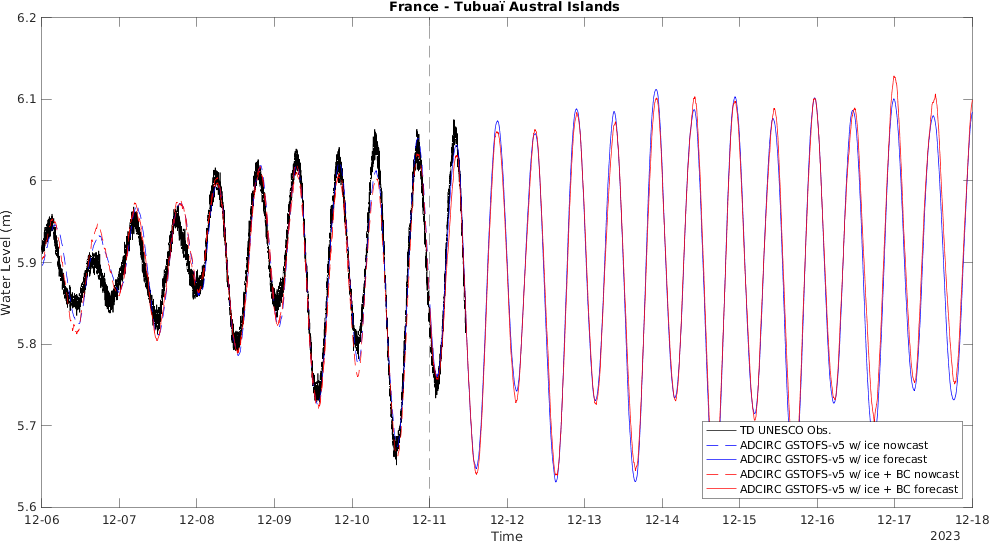 France - Tubuaï Austral Islands
6.2
6.1
6
5.9
5.8
5.7
5.6
Water Level (m)
TD UNESCO Obs.
ADCIRC GSTOFS-v5 w/ ice nowcast
ADCIRC GSTOFS-v5 w/ ice forecast
ADCIRC GSTOFS-v5 w/ ice + BC nowcast
ADCIRC GSTOFS-v5 w/ ice + BC forecast
12-06 12-07 12-08 12-09 12-10 12-11 12-12 12-13 12-14 12-15 12-16 12-17 12-18
Time
2023